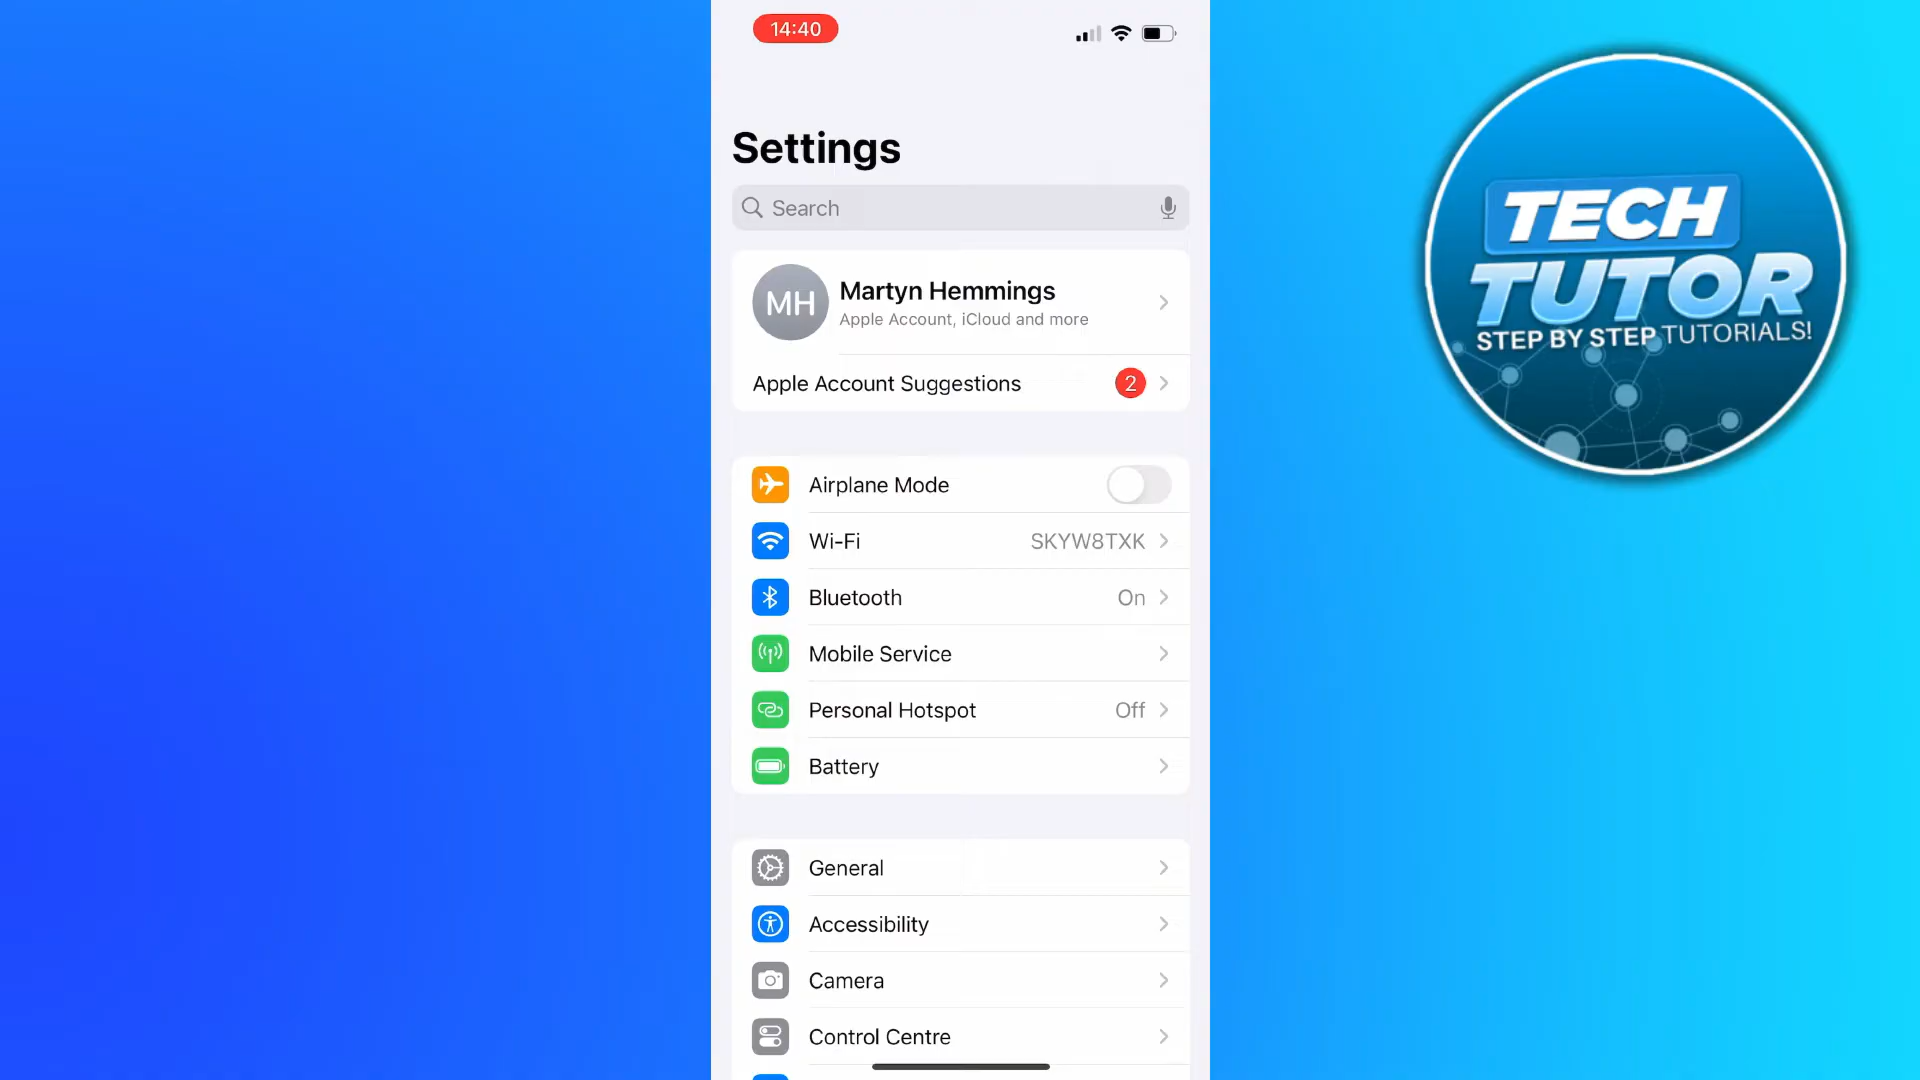 14:40
Settings
Search
MH
Martyn Hemmings
Apple Account, iCloud and more
Apple Account Suggestions
2
Airplane Mode
Wi-Fi
SKYW8TXK
Bluetooth
On
Mobile Service
Personal Hotspot
Off
Battery
General
Accessibility
Camera
Control Centre
TECH
TUTOR
STEP BY STEP TUTORIALS!